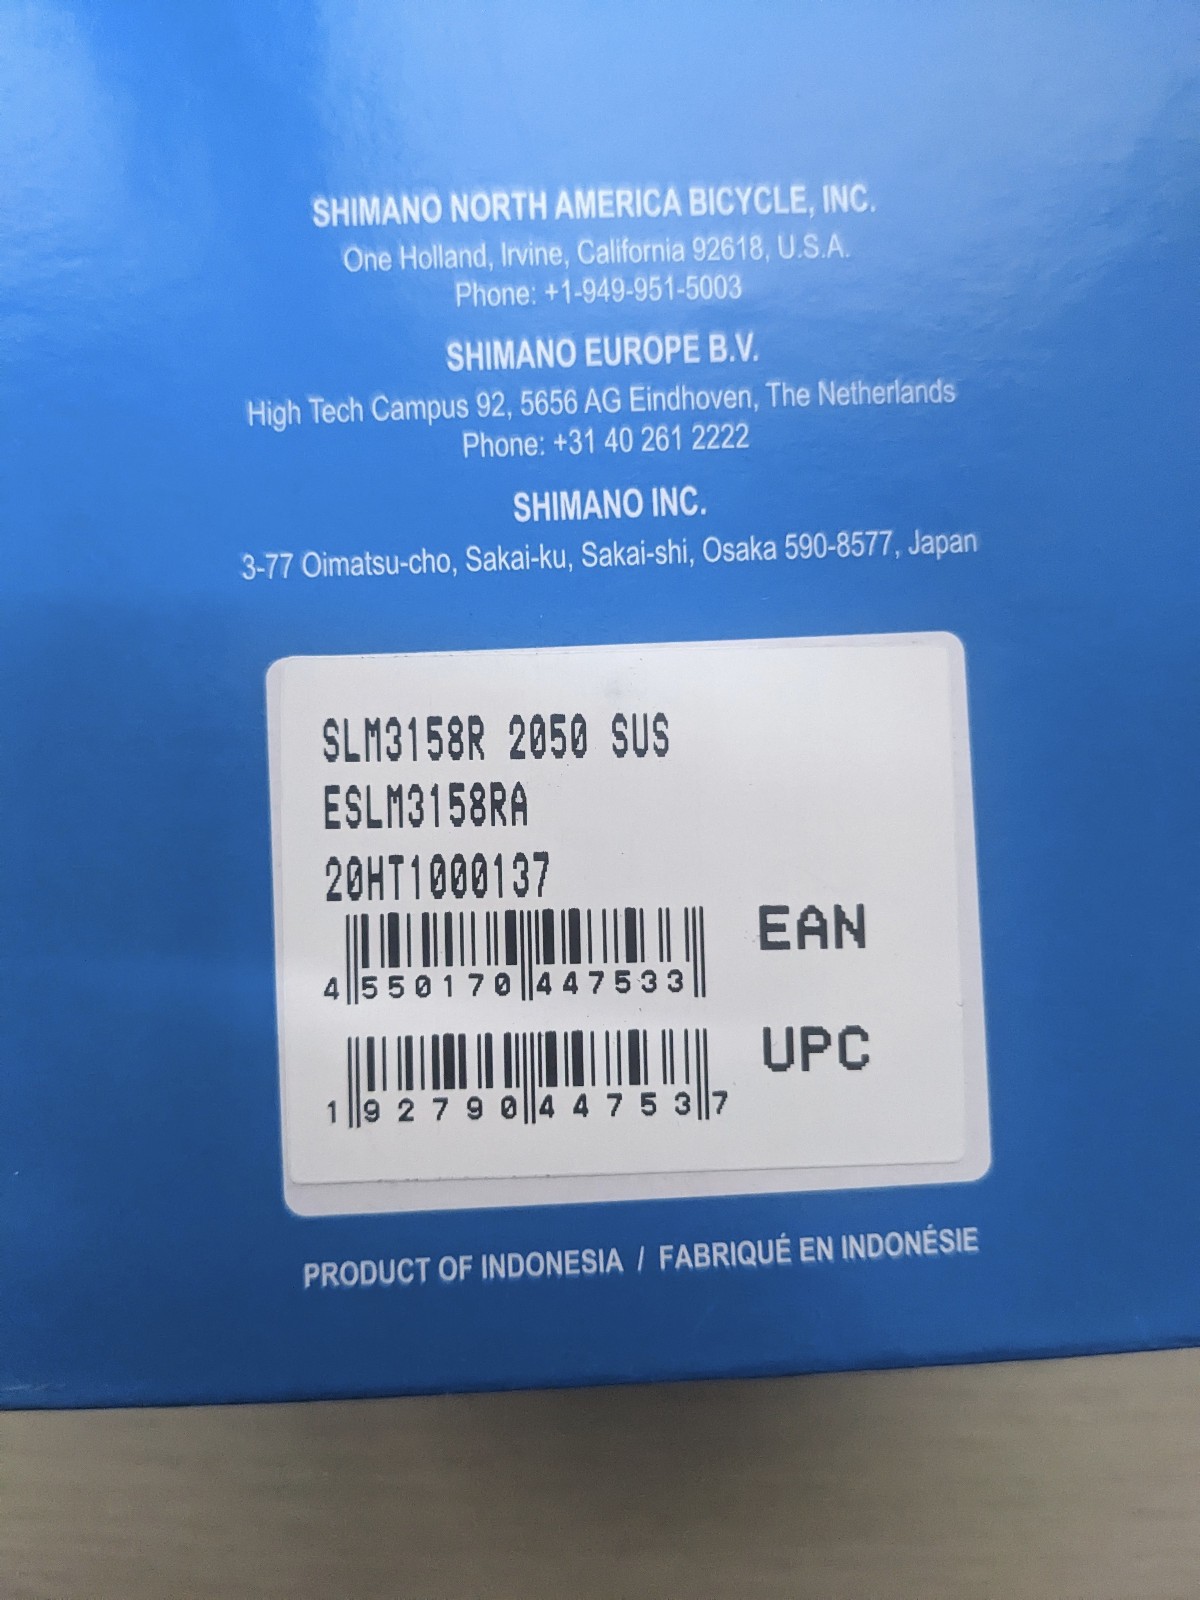 SHIMANO NORTH AMERICA BICYCLE, INC.
One Holland, Irvine, California 92618, U.S.A.
Phone: +1-949-951-5003
SHIMANO EUROPE B.V.
High Tech Campus 92, 5656 AG Eindhoven, The Netherlands
Phone: +31 40 261 2222
SHIMANO INC.
3-77 Oimatsu-cho, Sakai-ku, Sakai-shi, Osaka 590-8577, Japan
SLM3158R 2050 SUS
ESLM3158RA
20HT1000137
EAN
4 550170 447533
UPC
1 92790 44753 7
PRODUCT OF INDONESIA / FABRIQUÉ EN INDONÉSIE